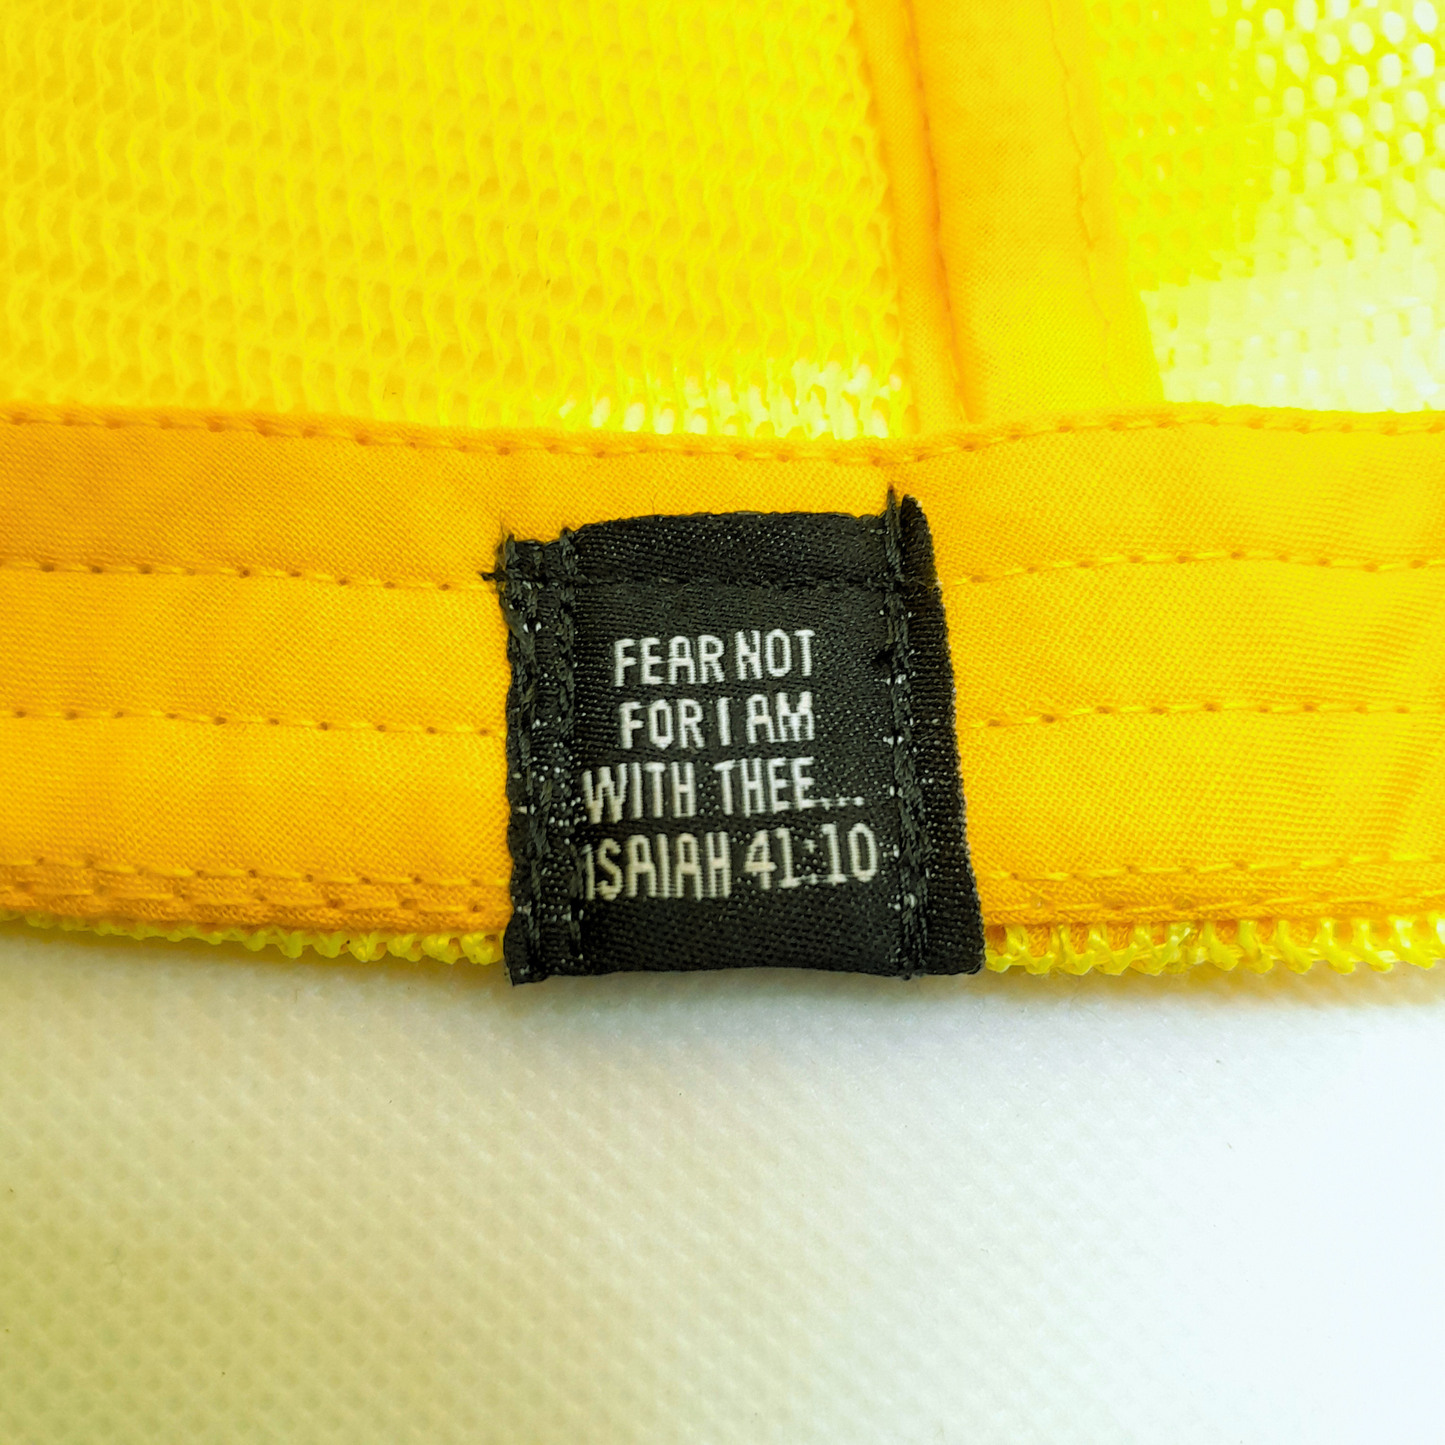 FEAR NOT
FOR I AM
WITH THEE...
ISAIAH 41:10